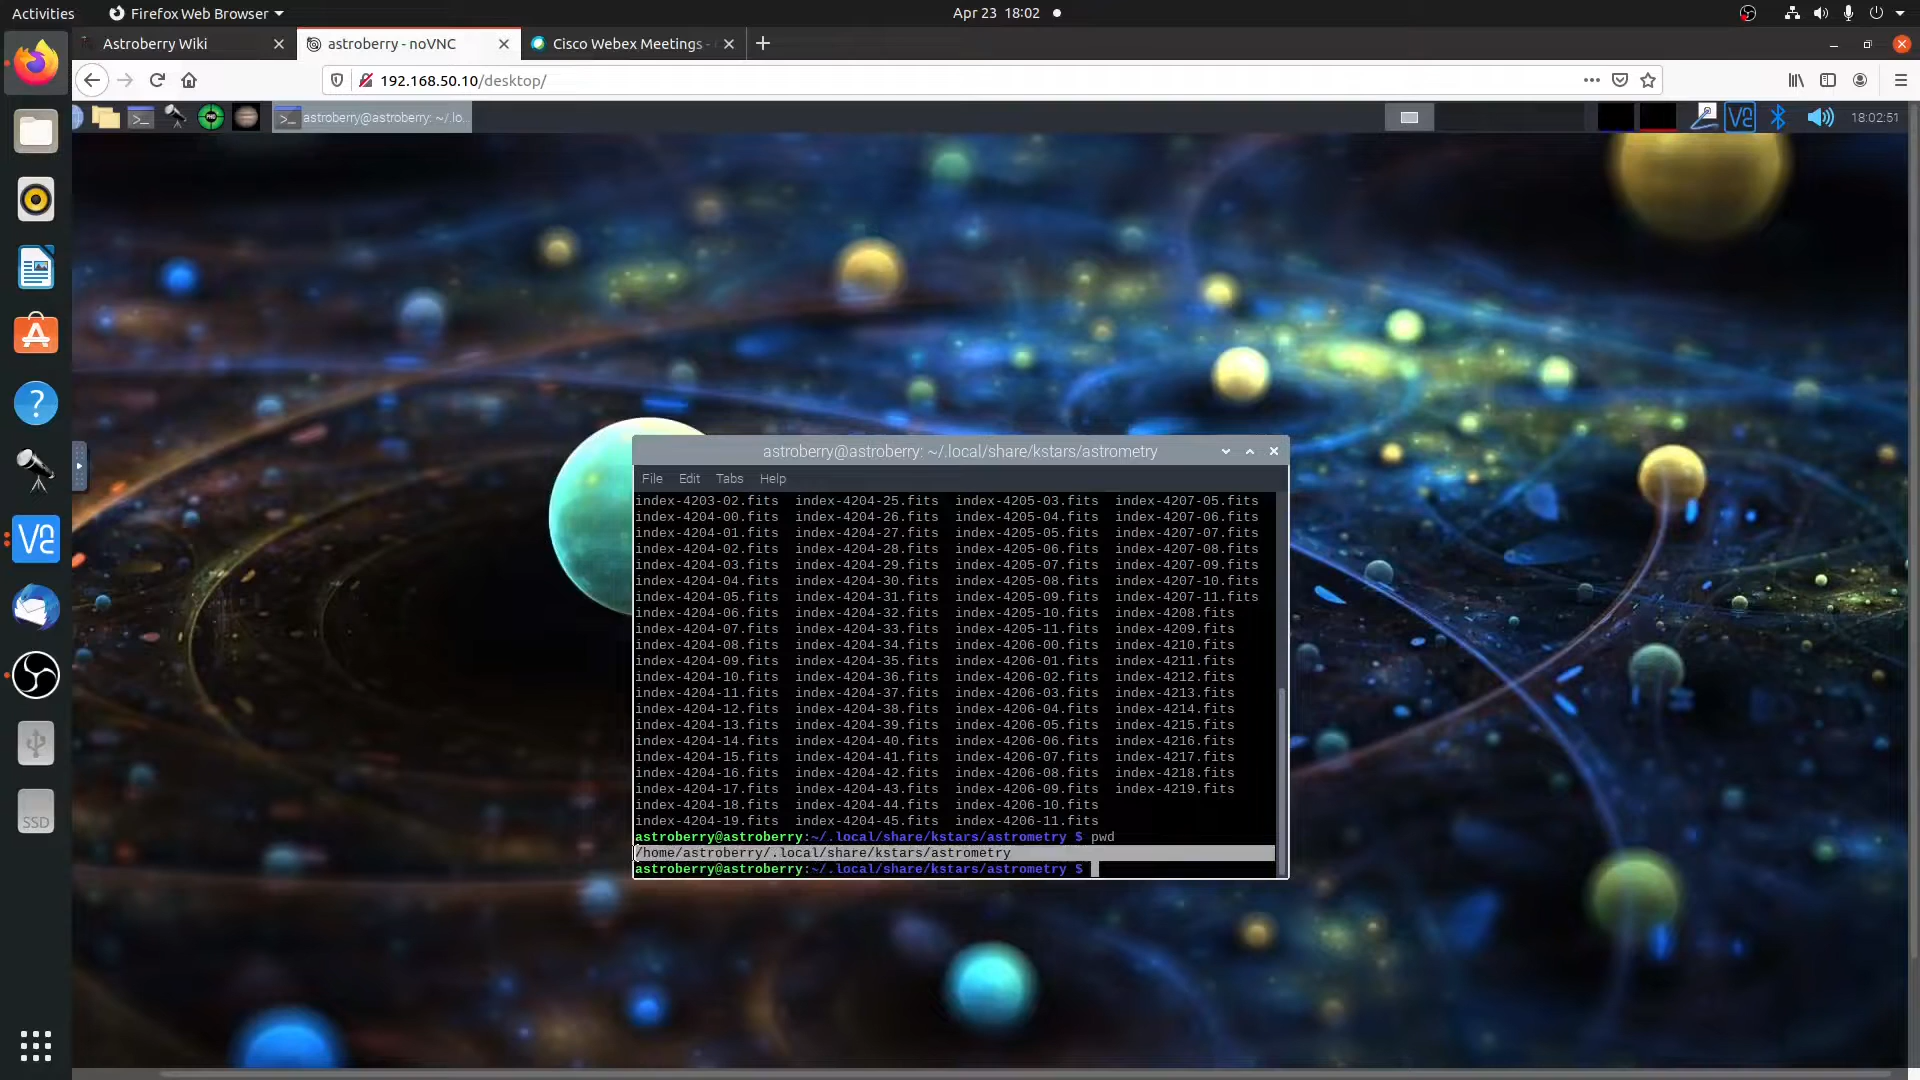 Activities
Firefox Web Browser
Apr 23 18:02
Astroberry Wiki
astroberry - noVNC
Cisco Webex Meetings -
192.168.50.10/desktop/
astroberry@astroberry: ~/.lo...
18:02:51
astroberry@astroberry: ~/.local/share/kstars/astrometry
File Edit Tabs Help
index-4203-02.fits index-4204-25.fits index-4205-03.fits index-4207-05.fits
index-4204-00.fits index-4204-26.fits index-4205-04.fits index-4207-06.fits
index-4204-01.fits index-4204-27.fits index-4205-05.fits index-4207-07.fits
index-4204-02.fits index-4204-28.fits index-4205-06.fits index-4207-08.fits
index-4204-03.fits index-4204-29.fits index-4205-07.fits index-4207-09.fits
index-4204-04.fits index-4204-30.fits index-4205-08.fits index-4207-10.fits
index-4204-05.fits index-4204-31.fits index-4205-09.fits index-4207-11.fits
index-4204-06.fits index-4204-32.fits index-4205-10.fits index-4208.fits
index-4204-07.fits index-4204-33.fits index-4205-11.fits index-4209.fits
index-4204-08.fits index-4204-34.fits index-4206-00.fits index-4210.fits
index-4204-09.fits index-4204-35.fits index-4206-01.fits index-4211.fits
index-4204-10.fits index-4204-36.fits index-4206-02.fits index-4212.fits
index-4204-11.fits index-4204-37.fits index-4206-03.fits index-4213.fits
index-4204-12.fits index-4204-38.fits index-4206-04.fits index-4214.fits
index-4204-13.fits index-4204-39.fits index-4206-05.fits index-4215.fits
index-4204-14.fits index-4204-40.fits index-4206-06.fits index-4216.fits
index-4204-15.fits index-4204-41.fits index-4206-07.fits index-4217.fits
index-4204-16.fits index-4204-42.fits index-4206-08.fits index-4218.fits
index-4204-17.fits index-4204-43.fits index-4206-09.fits index-4219.fits
index-4204-18.fits index-4204-44.fits index-4206-10.fits
index-4204-19.fits index-4204-45.fits index-4206-11.fits
astroberry@astroberry:~/.local/share/kstars/astrometry $ pwd
/home/astroberry/.local/share/kstars/astrometry
astroberry@astroberry:~/.local/share/kstars/astrometry $
SSD